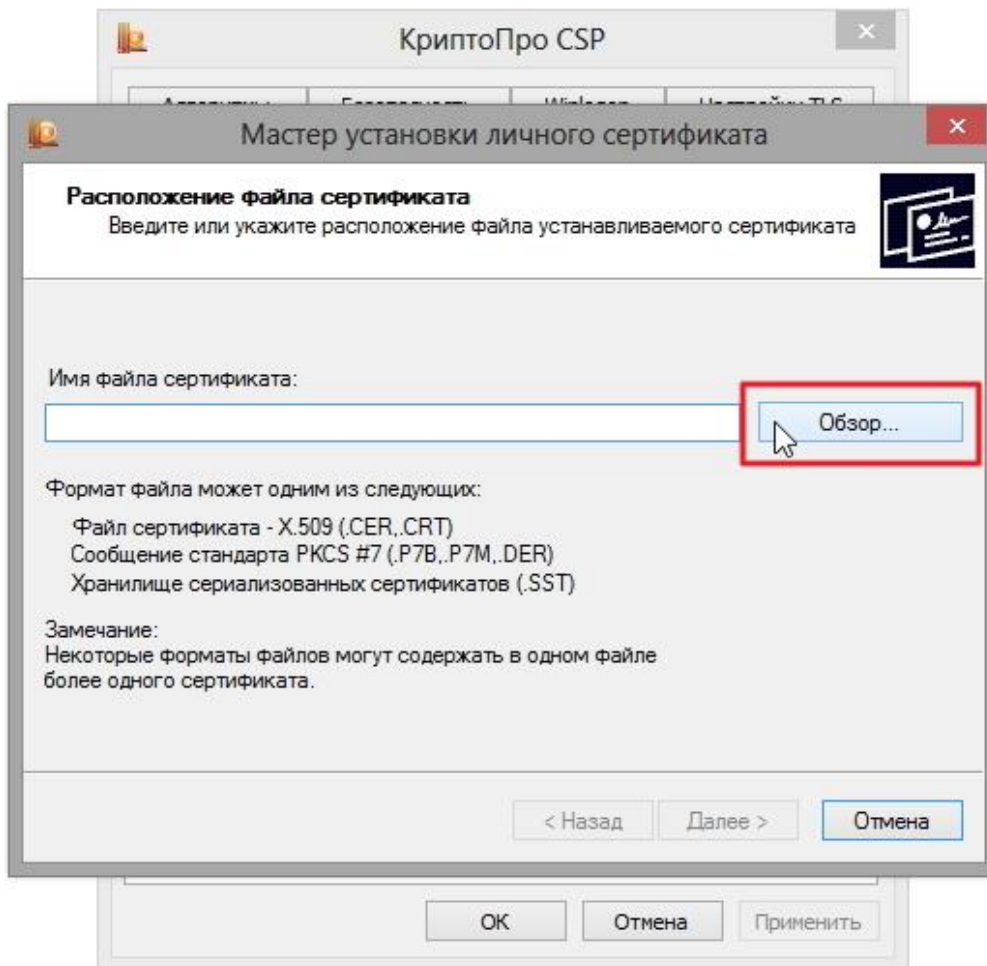 КриптоПро CSP
Мастер установки личного сертификата
Расположение файла сертификата
Введите или укажите расположение файла устанавливаемого сертификата
Имя файла сертификата:
Обзор...
Формат файла может одним из следующих:
Файл сертификата - X.509 (.CER,.CRT)
Сообщение стандарта PKCS #7 (.P7B,.P7M,.DER)
Хранилище сериализованных сертификатов (.SST)
Замечание:
Некоторые форматы файлов могут содержать в одном файле
более одного сертификата.
< Назад Далее > Отмена
ОК Отмена Применить